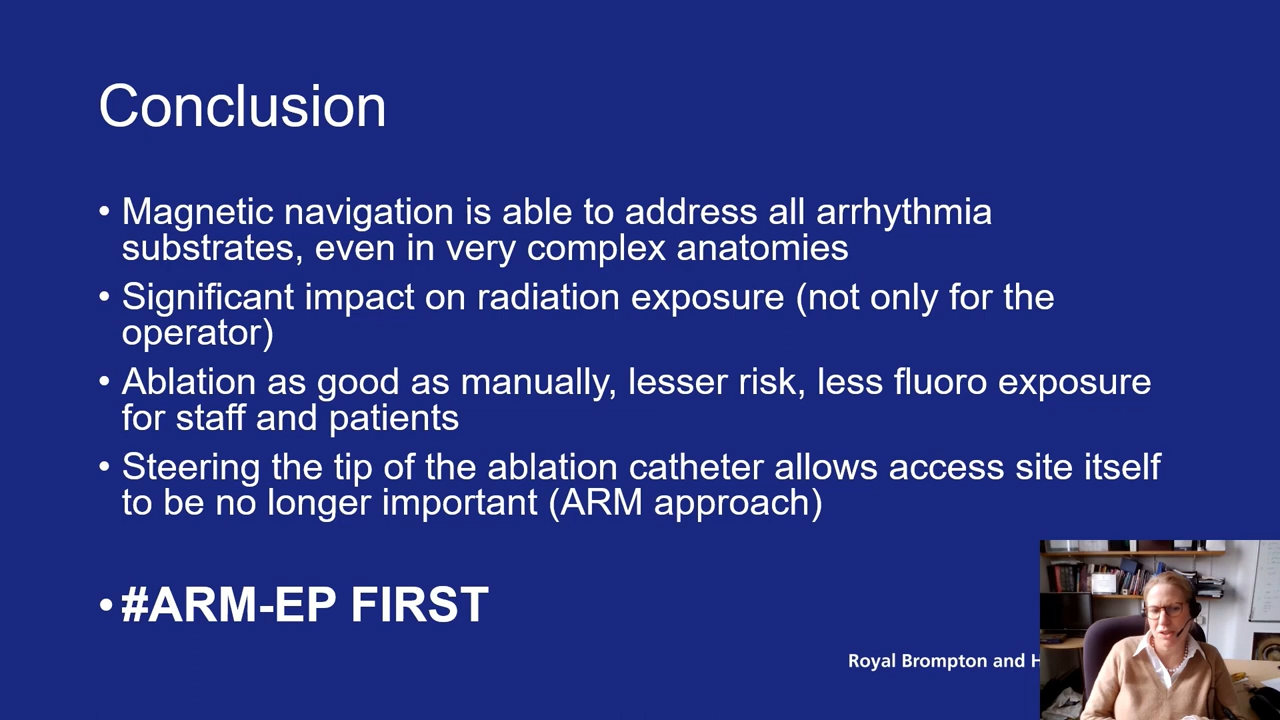 Conclusion
• Magnetic navigation is able to address all arrhythmia
substrates, even in very complex anatomies
• Significant impact on radiation exposure (not only for the
operator)
• Ablation as good as manually, lesser risk, less fluoro exposure
for staff and patients
• Steering the tip of the ablation catheter allows access site itself
to be no longer important (ARM approach)
• #ARM-EP FIRST
Royal Brompton and